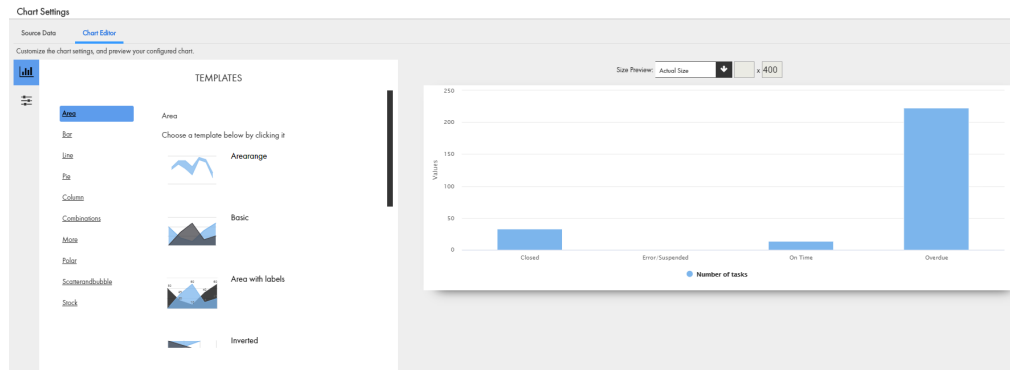 Chart Settings
Source Data Chart Editor
Customize the chart settings, and preview your configured chart.
TEMPLATES
Area
Bar
Line
Pie
Column
Combinations
More
Polar
Scatterandbubble
Stock
Area
Choose a template below by clicking it
Arearange
Basic
Area with labels
Inverted
Size Preview: Actual Size x 400
250
200
150
100
50
0
Values
Closed Error/Suspended On Time Overdue
Number of tasks